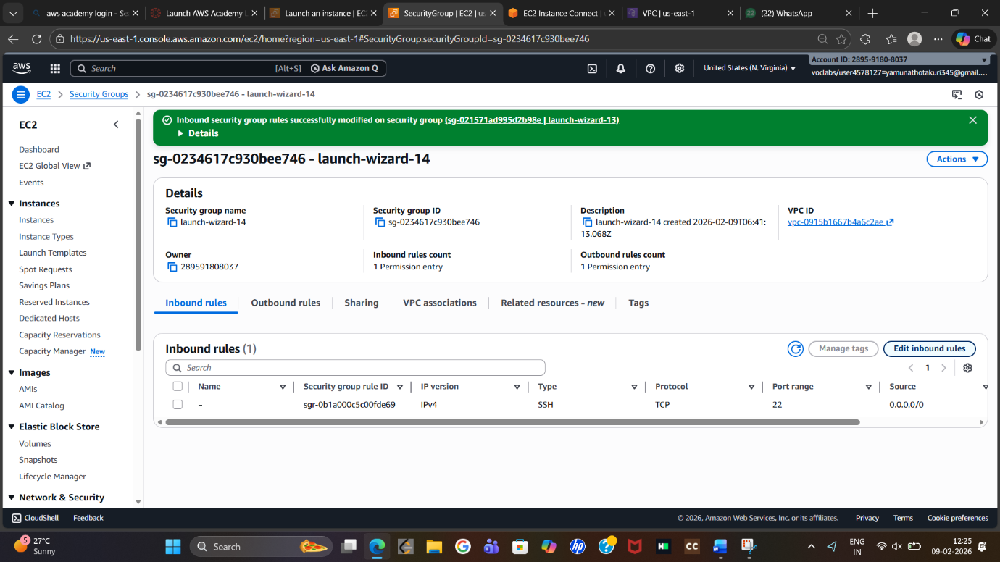 aws academy login - Se
Launch AWS Academy L
Launch an instance | EC
SecurityGroup | EC2 | us
EC2 Instance Connect |
VPC | us-east-1
(22) WhatsApp
https://us-east-1.console.aws.amazon.com/ec2/home?region=us-east-1#SecurityGroup:securityGroupId=sg-0234617c930bee746
Chat
aws
Search
[Alt+S]
Ask Amazon Q
United States (N. Virginia)
Account ID: 2895-9180-8037
voclabs/user4578127=yamunathotakuri345@gmail....
EC2
Security Groups
sg-0234617c930bee746 - launch-wizard-14
EC2
Dashboard
EC2 Global View
Events
Instances
Instances
Instance Types
Launch Templates
Spot Requests
Savings Plans
Reserved Instances
Dedicated Hosts
Capacity Reservations
Capacity Manager New
Images
AMIs
AMI Catalog
Elastic Block Store
Volumes
Snapshots
Lifecycle Manager
Network & Security
Inbound security group rules successfully modified on security group (sg-021571ad995d2b98e | launch-wizard-13)
Details
sg-0234617c930bee746 - launch-wizard-14
Actions
Details
Security group name
launch-wizard-14
Security group ID
sg-0234617c930bee746
Description
launch-wizard-14 created 2026-02-09T06:41:
13.068Z
VPC ID
vpc-0915b1667b4a6c2ae
Owner
289591808037
Inbound rules count
1 Permission entry
Outbound rules count
1 Permission entry
Inbound rules
Outbound rules
Sharing
VPC associations
Related resources - new
Tags
Inbound rules (1)
Manage tags
Edit inbound rules
Search
1
Name
Security group rule ID
IP version
Type
Protocol
Port range
Source
–
sgr-0b1a000c5c00fde69
IPv4
SSH
TCP
22
0.0.0.0/0
CloudShell
Feedback
© 2026, Amazon Web Services, Inc. or its affiliates.
Privacy
Terms
Cookie preferences
5
27°C
Sunny
Search
ENG
IN
12:25
09-02-2026